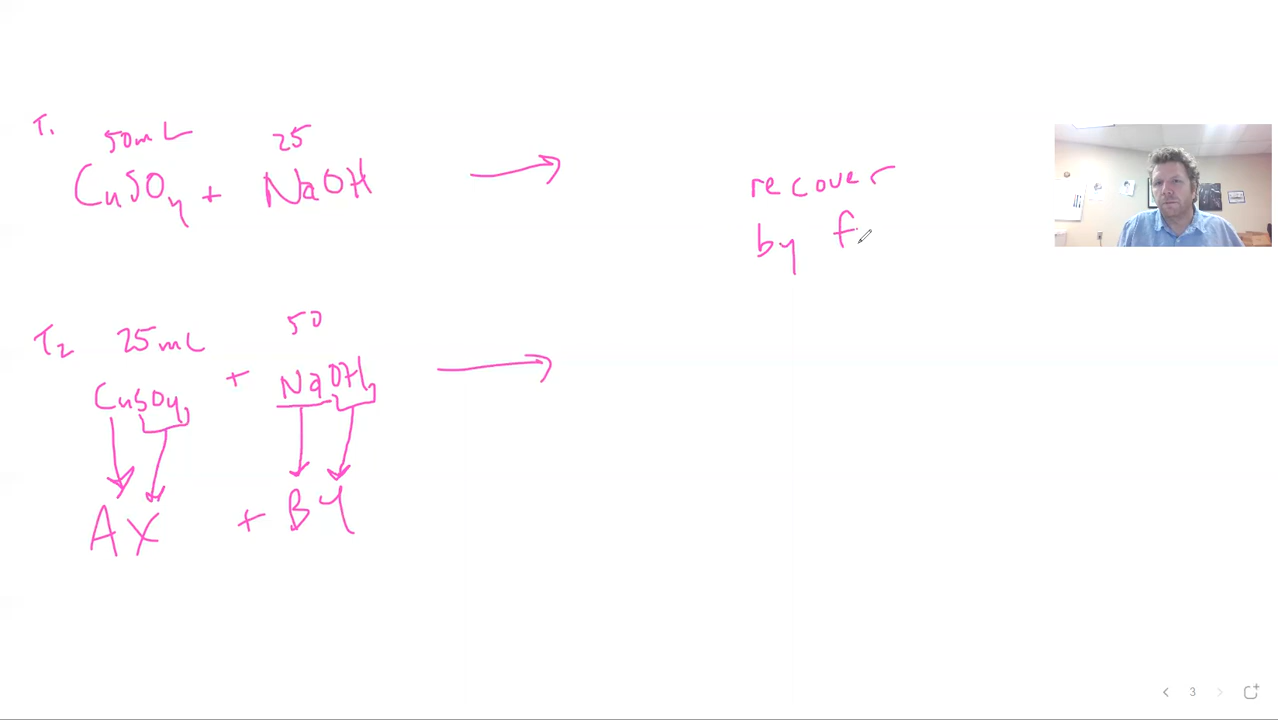 T₁
50mL 25
CuSO₄ + NaOH →
recover
by f
T₂ 25mL 50
CuSO₄ + NaOH →
AX + BY
3